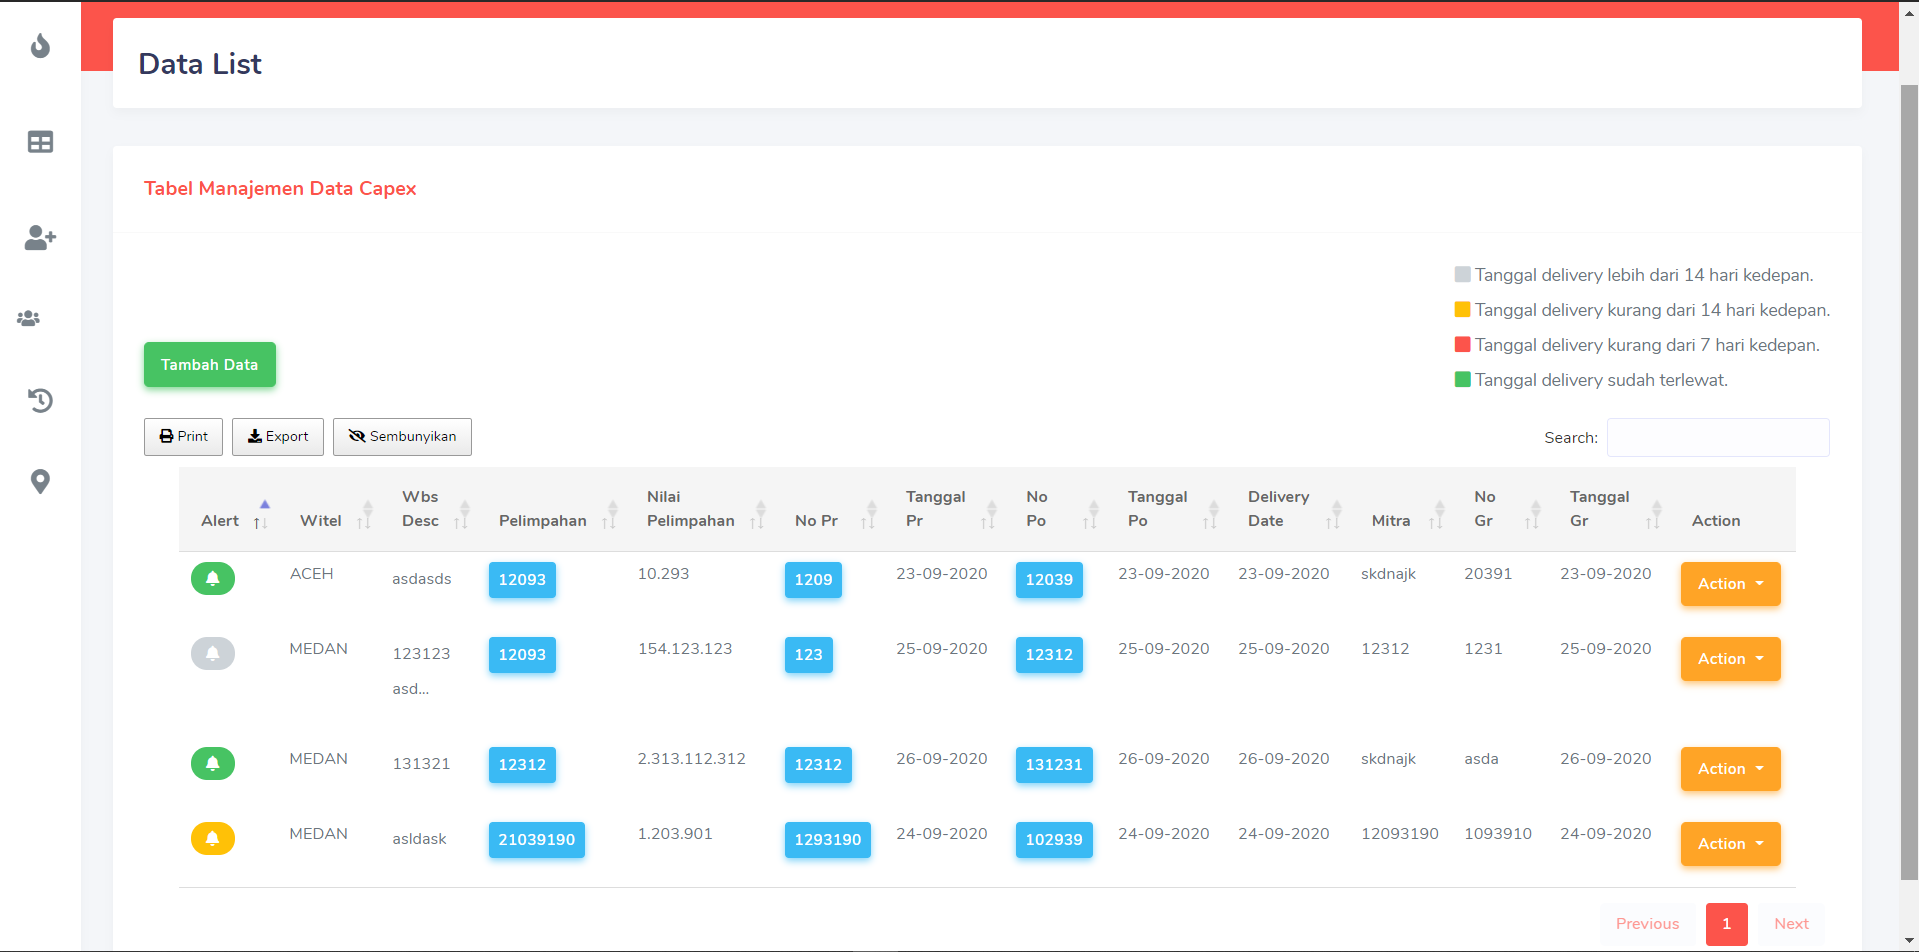 Data List
Tabel Manajemen Data Capex
Tanggal delivery lebih dari 14 hari kedepan.
Tanggal delivery kurang dari 14 hari kedepan.
Tanggal delivery kurang dari 7 hari kedepan.
Tanggal delivery sudah terlewat.
Tambah Data
Print Export Sembunyikan Search:
Alert Witel Wbs Desc Pelimpahan Nilai Pelimpahan No Pr Tanggal Pr No Po Tanggal Po Delivery Date Mitra No Gr Tanggal Gr Action
ACEH asdasds 12093 10.293 1209 23-09-2020 12039 23-09-2020 23-09-2020 skdnajk 20391 23-09-2020 Action
MEDAN 123123 12093 154.123.123 123 25-09-2020 12312 25-09-2020 25-09-2020 12312 1231 25-09-2020 Action
asd...
MEDAN 131321 12312 2.313.112.312 12312 26-09-2020 131231 26-09-2020 26-09-2020 skdnajk asda 26-09-2020 Action
MEDAN asldask 21039190 1.203.901 1293190 24-09-2020 102939 24-09-2020 24-09-2020 12093190 1093910 24-09-2020 Action
Previous 1 Next